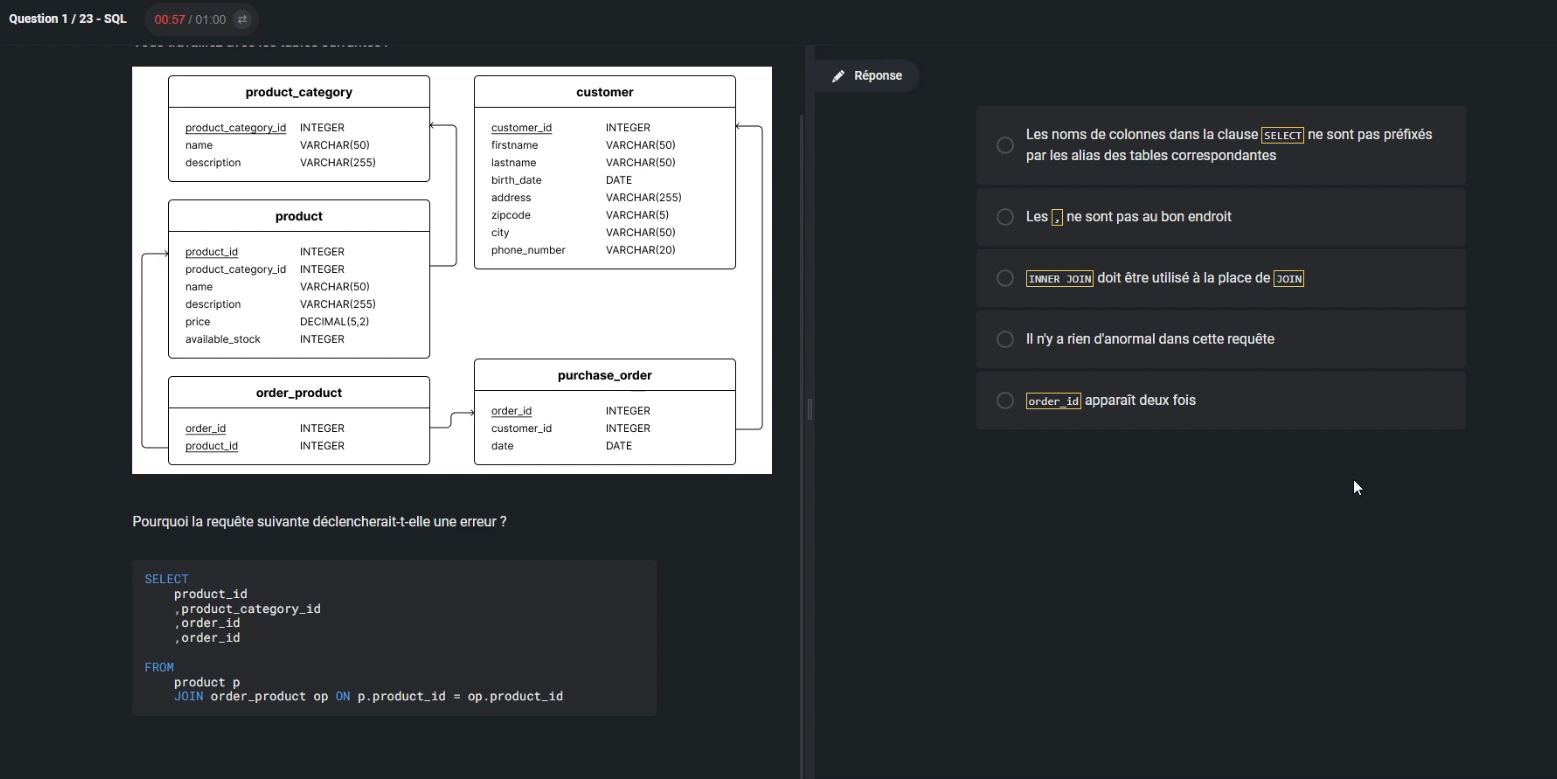 Question 1 / 23 - SQL
00:57 / 01:00
Réponse
product_category
product_category_id INTEGER
name VARCHAR(50)
description VARCHAR(255)
product
product_id INTEGER
product_category_id INTEGER
name VARCHAR(50)
description VARCHAR(255)
price DECIMAL(5,2)
available_stock INTEGER
order_product
order_id INTEGER
product_id INTEGER
customer
customer_id INTEGER
firstname VARCHAR(50)
lastname VARCHAR(50)
birth_date DATE
address VARCHAR(255)
zipcode VARCHAR(5)
city VARCHAR(50)
phone_number VARCHAR(20)
purchase_order
order_id INTEGER
customer_id INTEGER
date DATE
Pourquoi la requête suivante déclencherait-t-elle une erreur ?
SELECT
product_id
,product_category_id
,order_id
,order_id
FROM
product p
JOIN order_product op ON p.product_id = op.product_id
Les noms de colonnes dans la clause SELECT ne sont pas préfixés
par les alias des tables correspondantes
Les , ne sont pas au bon endroit
INNER JOIN doit être utilisé à la place de JOIN
Il n'y a rien d'anormal dans cette requête
order_id apparaît deux fois